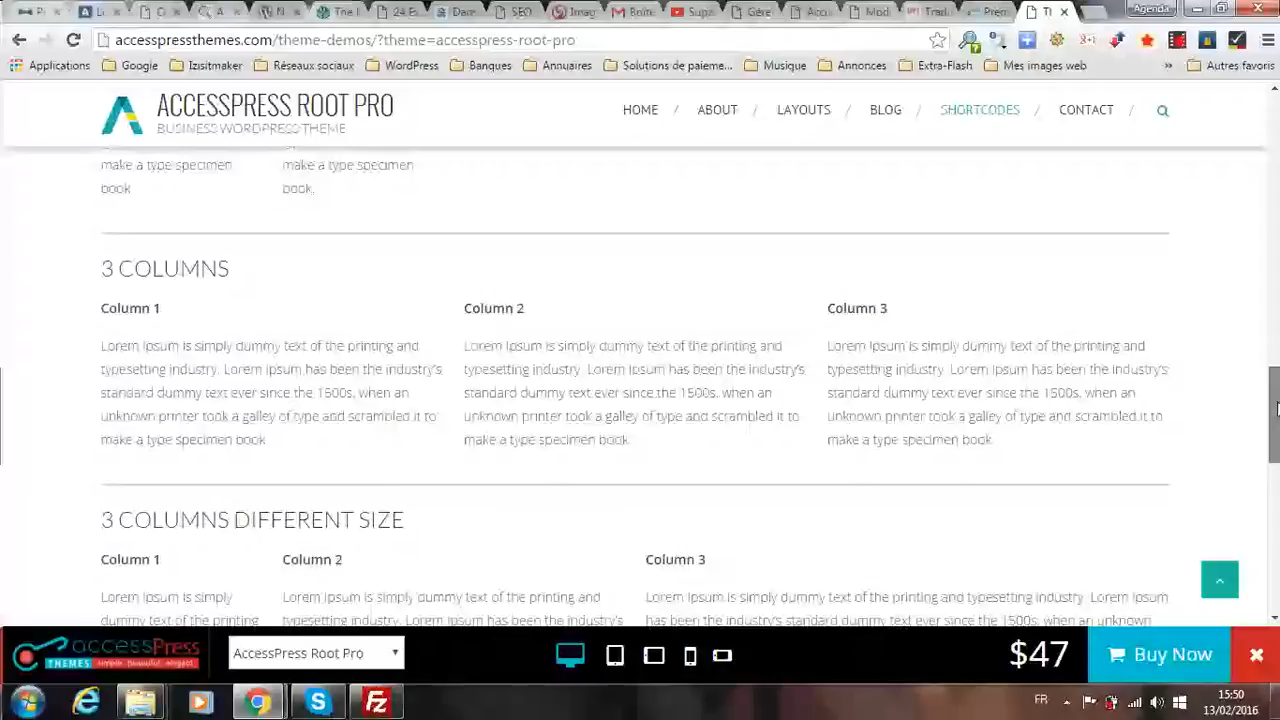 Agenda
accesspressthemes.com/theme-demos/?theme=accesspress-root-pro
Applications Google Izisitmaker Réseaux sociaux WordPress Banques Annuaires Solutions de paieme... Musique Annonces Extra-Flash Mes images web » Autres favoris
ACCESSPRESS ROOT PRO
BUSINESS WORDPRESS THEME
HOME / ABOUT / LAYOUTS / BLOG / SHORTCODES / CONTACT /
make a type specimen make a type specimen
book book.
3 COLUMNS
Column 1 Column 2 Column 3
Lorem Ipsum is simply dummy text of the printing and Lorem Ipsum is simply dummy text of the printing and Lorem Ipsum is simply dummy text of the printing and
typesetting industry. Lorem Ipsum has been the industry's typesetting industry. Lorem Ipsum has been the industry's typesetting industry. Lorem Ipsum has been the industry's
standard dummy text ever since the 1500s, when an standard dummy text ever since the 1500s, when an standard dummy text ever since the 1500s, when an
unknown printer took a galley of type and scrambled it to unknown printer took a galley of type and scrambled it to unknown printer took a galley of type and scrambled it to
make a type specimen book make a type specimen book. make a type specimen book.
3 COLUMNS DIFFERENT SIZE
Column 1 Column 2 Column 3
Lorem Ipsum is simply Lorem Ipsum is simply dummy text of the printing and Lorem Ipsum is simply dummy text of the printing and typesetting industry. Lorem Ipsum
dummy text of the printing typesetting industry. Lorem Ipsum has been the industry's has been the industry's standard dummy text ever since the 1500s, when an unknown
accessPress
THEMES simple. powerful. elegant.
AccessPress Root Pro
$47
Buy Now
FR
15:50
13/02/2016